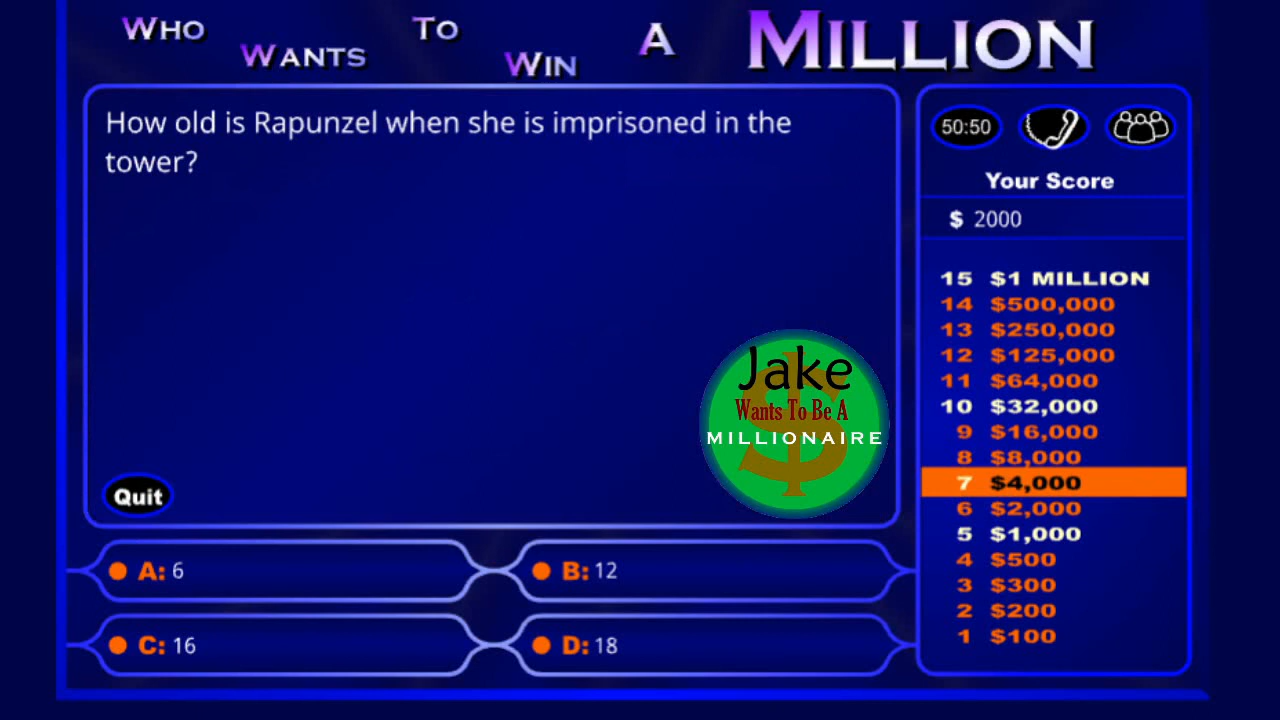 WHO WANTS TO WIN A MILLION
How old is Rapunzel when she is imprisoned in the
tower?
50:50
Your Score
$ 2000
15 $1 MILLION
14 $500,000
13 $250,000
12 $125,000
11 $64,000
10 $32,000
9 $16,000
8 $8,000
7 $4,000
6 $2,000
5 $1,000
4 $500
3 $300
2 $200
1 $100
Jake
Wants To Be A
MILLIONAIRE
$
Quit
A: 6
B: 12
C: 16
D: 18